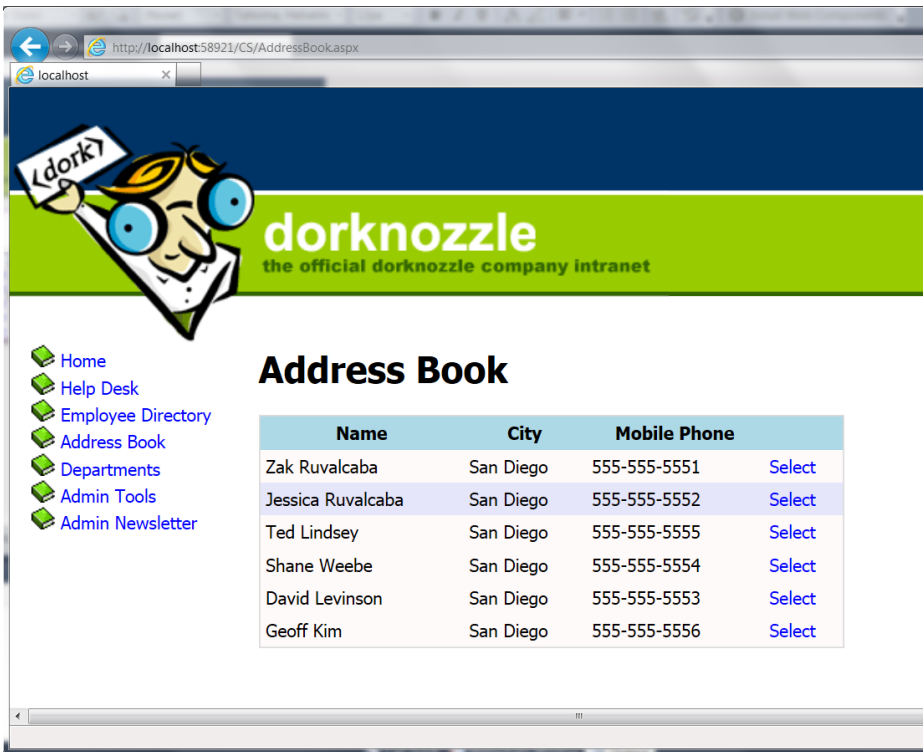 http://localhost:58921/CS/AddressBook.aspx
localhost
<dork>
dorknozzle
the official dorknozzle company intranet
Home
Help Desk
Employee Directory
Address Book
Departments
Admin Tools
Admin Newsletter
Address Book
Name City Mobile Phone
Zak Ruvalcaba San Diego 555-555-5551 Select
Jessica Ruvalcaba San Diego 555-555-5552 Select
Ted Lindsey San Diego 555-555-5555 Select
Shane Weebe San Diego 555-555-5554 Select
David Levinson San Diego 555-555-5553 Select
Geoff Kim San Diego 555-555-5556 Select